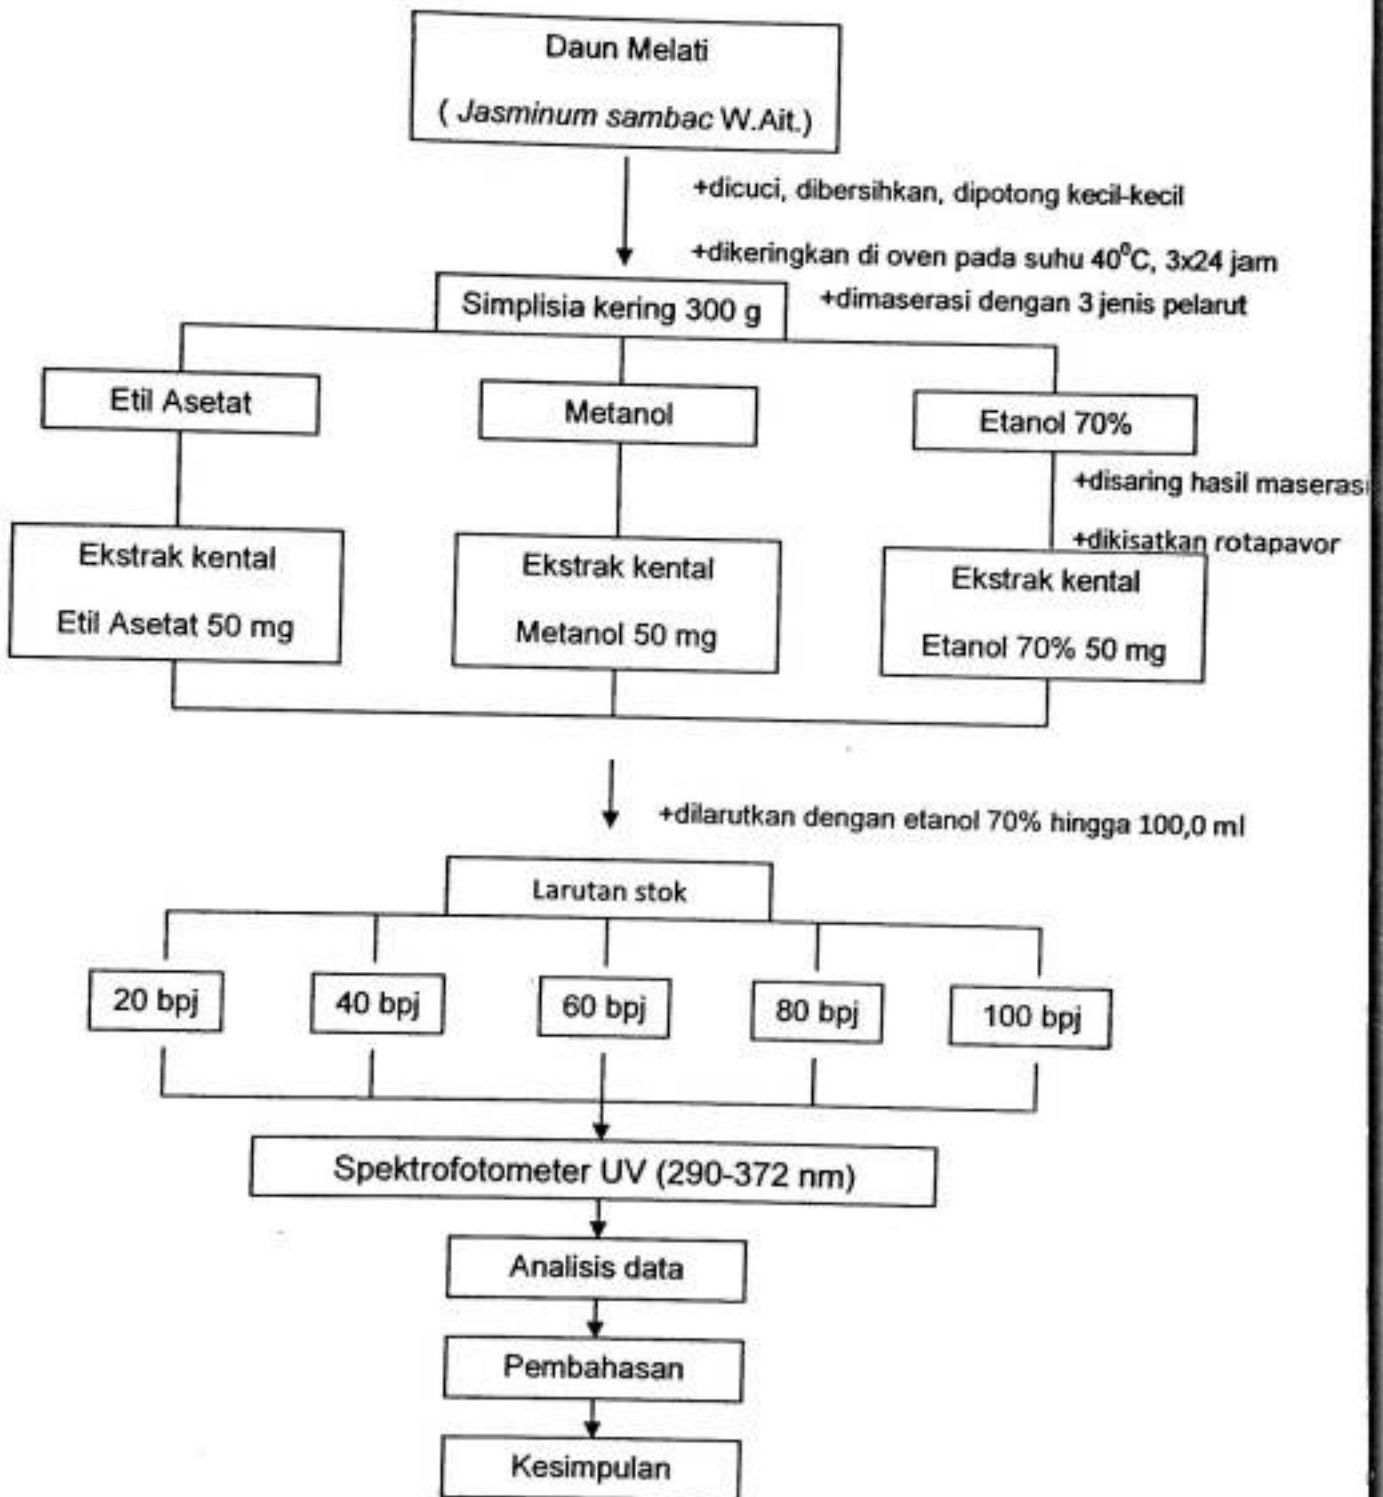 Daun Melati
( Jasminum sambac W.Ait.)
+dicuci, dibersihkan, dipotong kecil-kecil
+dikeringkan di oven pada suhu 40⁰C, 3x24 jam
Simplisia kering 300 g
+dimaserasi dengan 3 jenis pelarut
Etil Asetat
Metanol
Etanol 70%
+disaring hasil maserasi
+dikisatkan rotapavor
Ekstrak kental
Etil Asetat 50 mg
Ekstrak kental
Metanol 50 mg
Ekstrak kental
Etanol 70% 50 mg
+dilarutkan dengan etanol 70% hingga 100,0 ml
Larutan stok
20 bpj
40 bpj
60 bpj
80 bpj
100 bpj
Spektrofotometer UV (290-372 nm)
Analisis data
Pembahasan
Kesimpulan